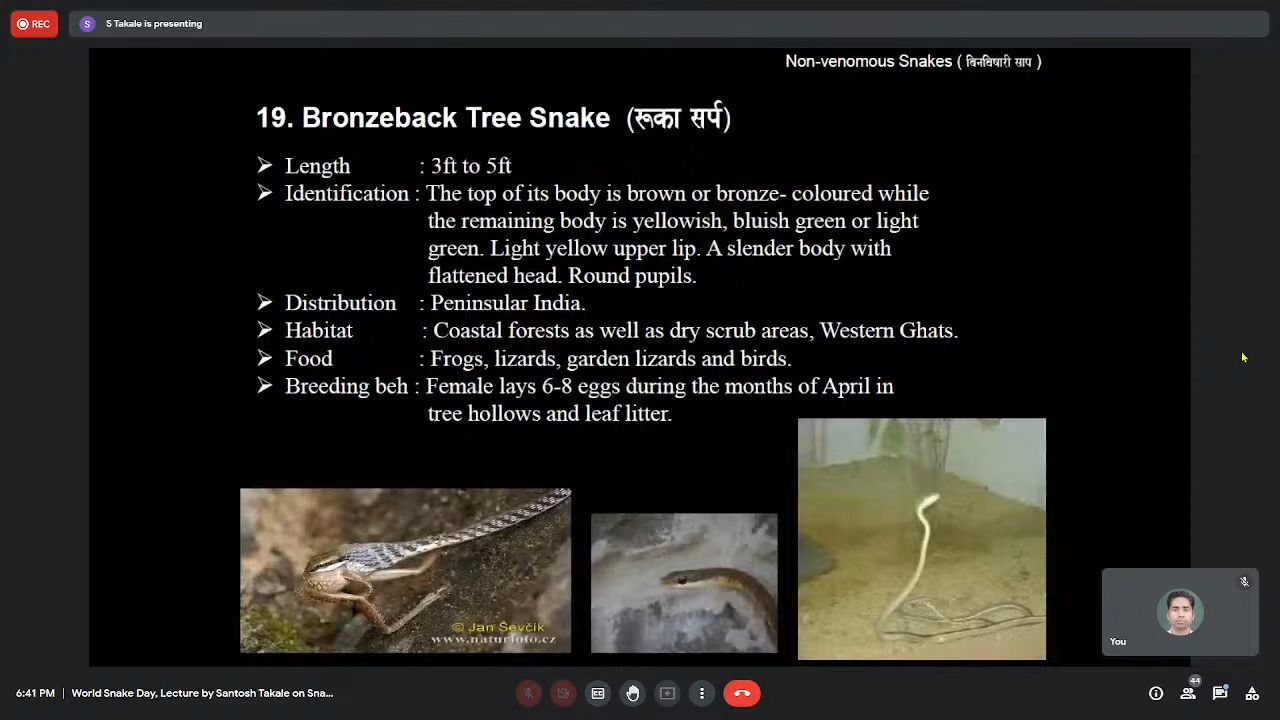 REC
S
S Takale is presenting
Non-venomous Snakes ( बिनविषारी साप )
19. Bronzeback Tree Snake (रूका सर्प)
➢ Length : 3ft to 5ft
➢ Identification : The top of its body is brown or bronze- coloured while
the remaining body is yellowish, bluish green or light
green. Light yellow upper lip. A slender body with
flattened head. Round pupils.
➢ Distribution : Peninsular India.
➢ Habitat : Coastal forests as well as dry scrub areas, Western Ghats.
➢ Food : Frogs, lizards, garden lizards and birds.
➢ Breeding beh : Female lays 6-8 eggs during the months of April in
tree hollows and leaf litter.
© Jan Ševčík
www.naturfoto.cz
You
6:41 PM | World Snake Day, Lecture by Santosh Takale on Sna...
44